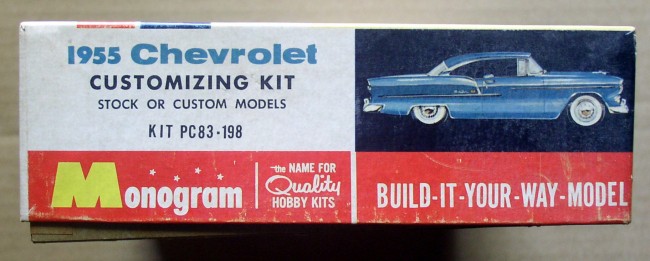 1955 Chevrolet
CUSTOMIZING KIT
STOCK OR CUSTOM MODELS
KIT PC83-198
Monogram
the NAME FOR
Quality
HOBBY KITS
BUILD-IT-YOUR-WAY-MODEL